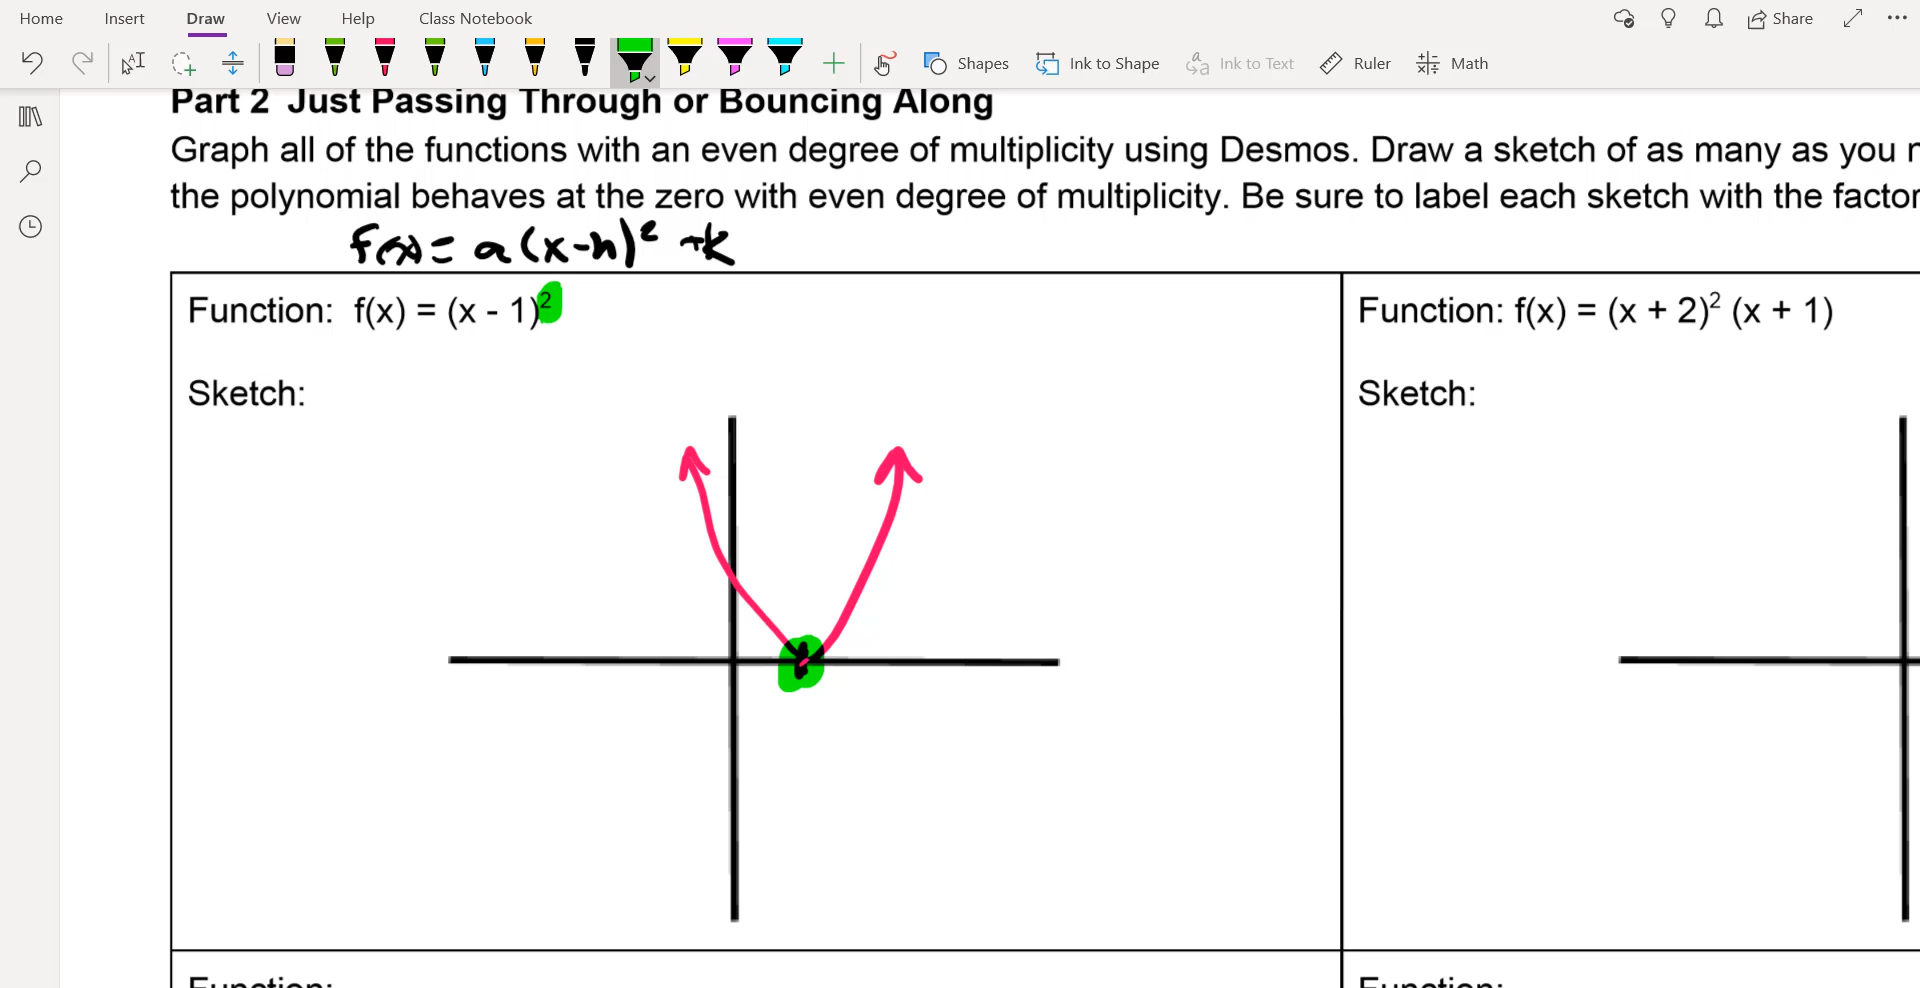 Home Insert Draw View Help Class Notebook Share
Shapes Ink to Shape Ink to Text Ruler Math
Part 2 Just Passing Through or Bouncing Along
Graph all of the functions with an even degree of multiplicity using Desmos. Draw a sketch of as many as you
the polynomial behaves at the zero with even degree of multiplicity. Be sure to label each sketch with the factor
f(x) = a(x-h)² +k
Function: f(x) = (x - 1)²
Sketch:
Function: f(x) = (x + 2)² (x + 1)
Sketch:
Function:
Function: